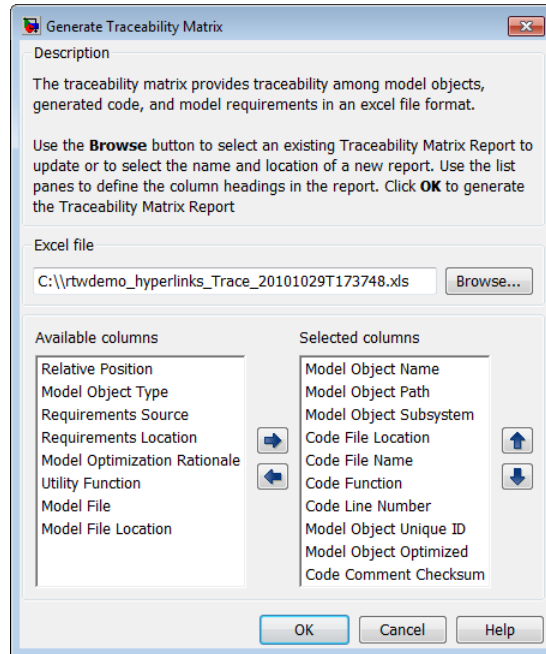 Generate Traceability Matrix
Description
The traceability matrix provides traceability among model objects,
generated code, and model requirements in an excel file format.
Use the Browse button to select an existing Traceability Matrix Report to
update or to select the name and location of a new report. Use the list
panes to define the column headings in the report. Click OK to generate
the Traceability Matrix Report
Excel file
C:\\rtwdemo_hyperlinks_Trace_20101029T173748.xls
Browse...
Available columns
Relative Position
Model Object Type
Requirements Source
Requirements Location
Model Optimization Rationale
Utility Function
Model File
Model File Location
Selected columns
Model Object Name
Model Object Path
Model Object Subsystem
Code File Location
Code File Name
Code Function
Code Line Number
Model Object Unique ID
Model Object Optimized
Code Comment Checksum
OK
Cancel
Help